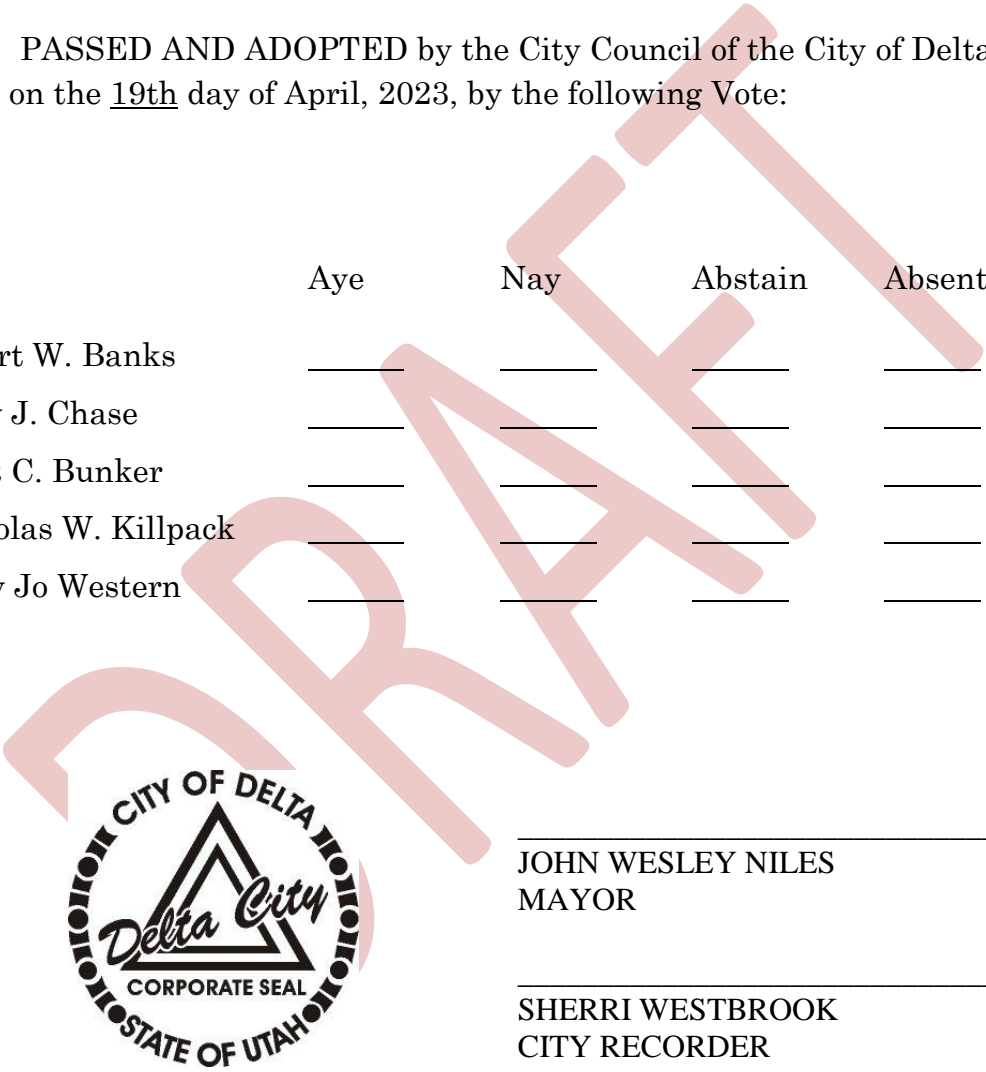 PASSED AND ADOPTED by the City Council of the City of Delta
on the 19th day of April, 2023, by the following Vote:
Aye Nay Abstain Absent
rt W. Banks
J. Chase
C. Bunker
olas W. Killpack
Jo Western
DRAFT
CITY OF DELTA
Delta City
CORPORATE SEAL
STATE OF UTAH
JOHN WESLEY NILES
MAYOR
SHERRI WESTBROOK
CITY RECORDER